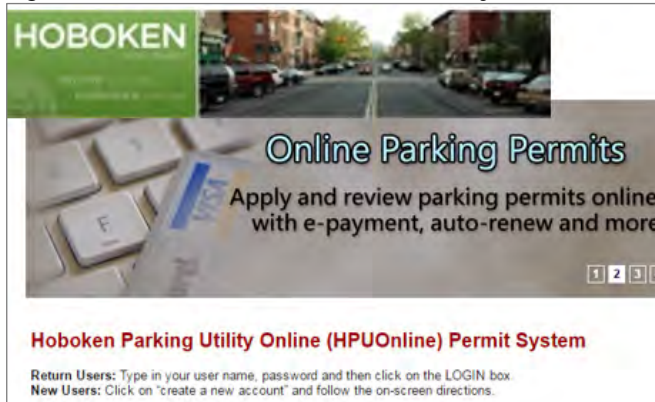 HOBOKEN
Online Parking Permits
Apply and review parking permits online
with e-payment, auto-renew and more
1 2 3
VISA
F
Hoboken Parking Utility Online (HPUOnline) Permit System
Return Users: Type in your user name, password and then click on the LOGIN box.
New Users: Click on "create a new account" and follow the on-screen directions.